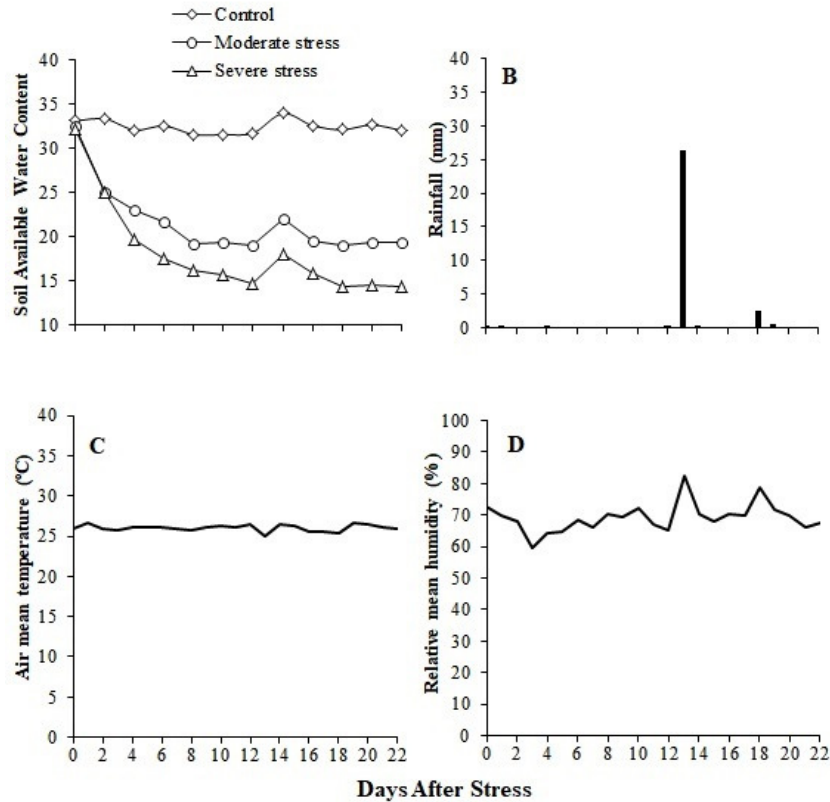 Control
Moderate stress
Severe stress
Soil Available Water Content
40
35
30
25
20
15
10
B
Rainfall (mm)
40
35
30
25
20
15
10
5
0
C
Air mean temperature (ºC)
40
35
30
25
20
15
10
5
0
0 2 4 6 8 10 12 14 16 18 20 22
D
Relative mean humidity (%)
100
90
80
70
60
50
40
30
20
10
0
0 2 4 6 8 10 12 14 16 18 20 22
Days After Stress